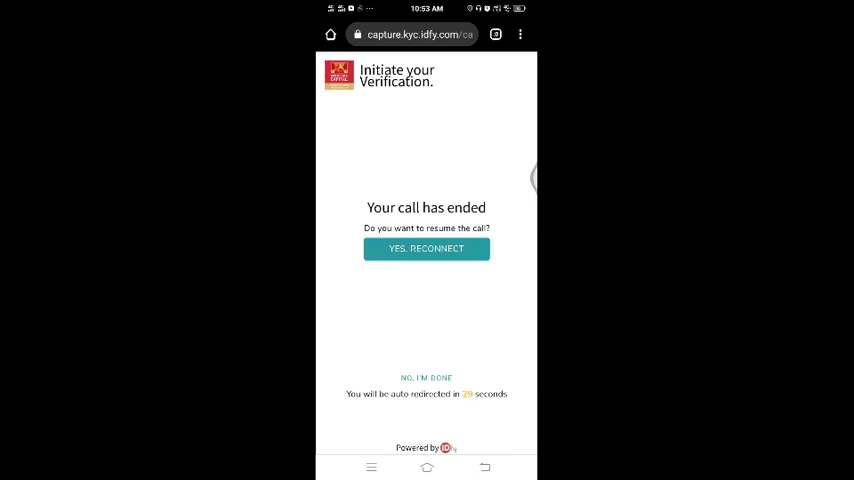 10:53 AM
capture.kyc.idfy.com/ca
Initiate your
Verification.
Your call has ended
Do you want to resume the call?
YES, RECONNECT
NO, I'M DONE
You will be auto redirected in 29 seconds
Powered by IDfy